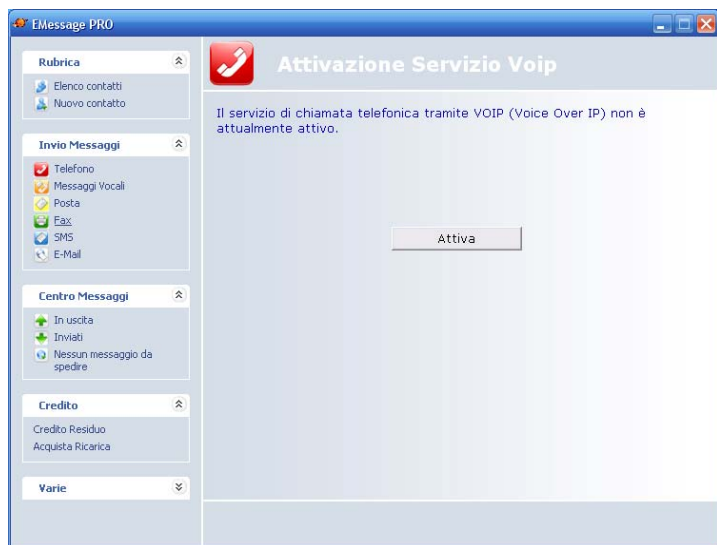 EMessage PRO
Rubrica
Elenco contatti
Nuovo contatto
Invio Messaggi
Telefono
Messaggi Vocali
Posta
Fax
SMS
E-Mail
Centro Messaggi
In uscita
Inviati
Nessun messaggio da
spedire
Credito
Credito Residuo
Acquista Ricarica
Varie
Attivazione Servizio Voip
Il servizio di chiamata telefonica tramite VOIP (Voice Over IP) non è
attualmente attivo.
Attiva